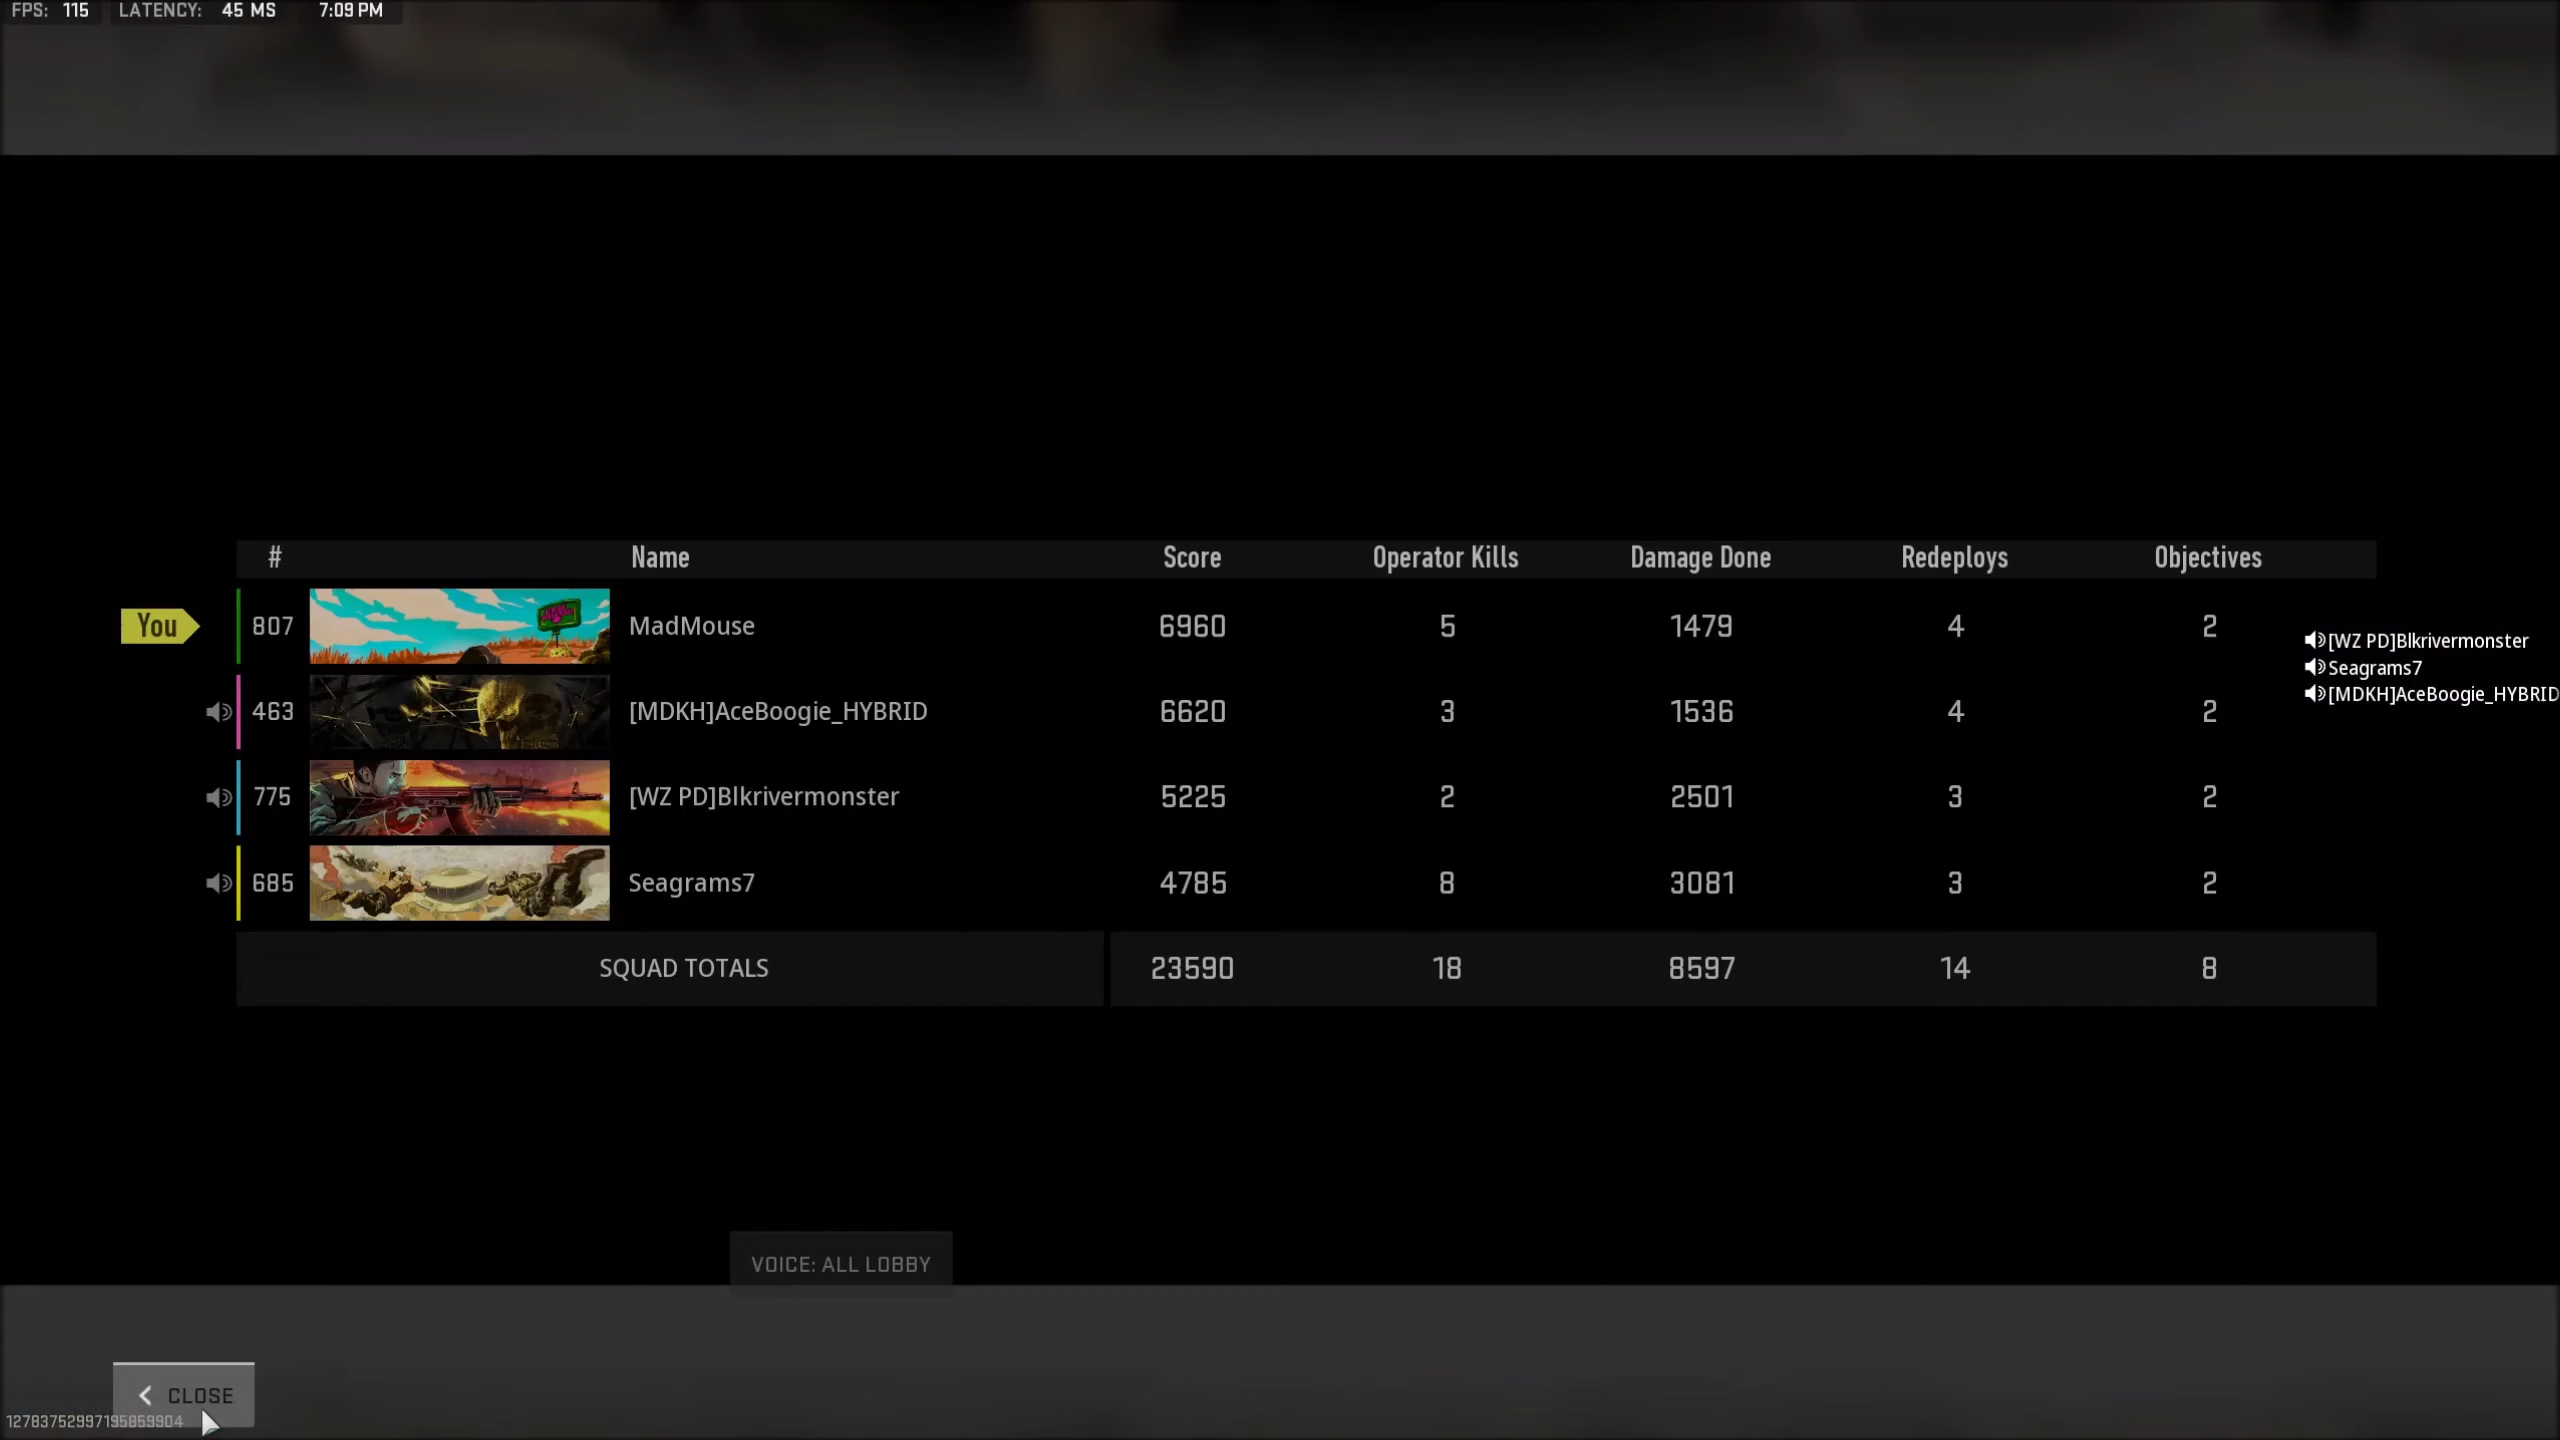 FPS: 115 LATENCY: 45 MS 7:09 PM
# Name Score Operator Kills Damage Done Redeploys Objectives
You 807 MadMouse 6960 5 1479 4 2
[WZ PD]Blkrivermonster
Seagrams7
[MDKH]AceBoogie_HYBRID
463 [MDKH]AceBoogie_HYBRID 6620 3 1536 4 2
775 [WZ PD]Blkrivermonster 5225 2 2501 3 2
685 Seagrams7 4785 8 3081 3 2
SQUAD TOTALS 23590 18 8597 14 8
VOICE: ALL LOBBY
CLOSE
12783752997195859904